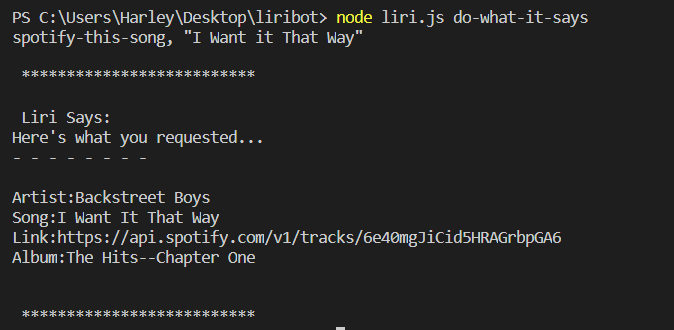 PS C:\Users\Harley\Desktop\liribot> node liri.js do-what-it-says
spotify-this-song, "I Want it That Way"
**************************
Liri Says:
Here's what you requested...
- - - - - - - -
Artist:Backstreet Boys
Song:I Want It That Way
Link:https://api.spotify.com/v1/tracks/6e40mgJiCid5HRAGrbpGA6
Album:The Hits--Chapter One
**************************